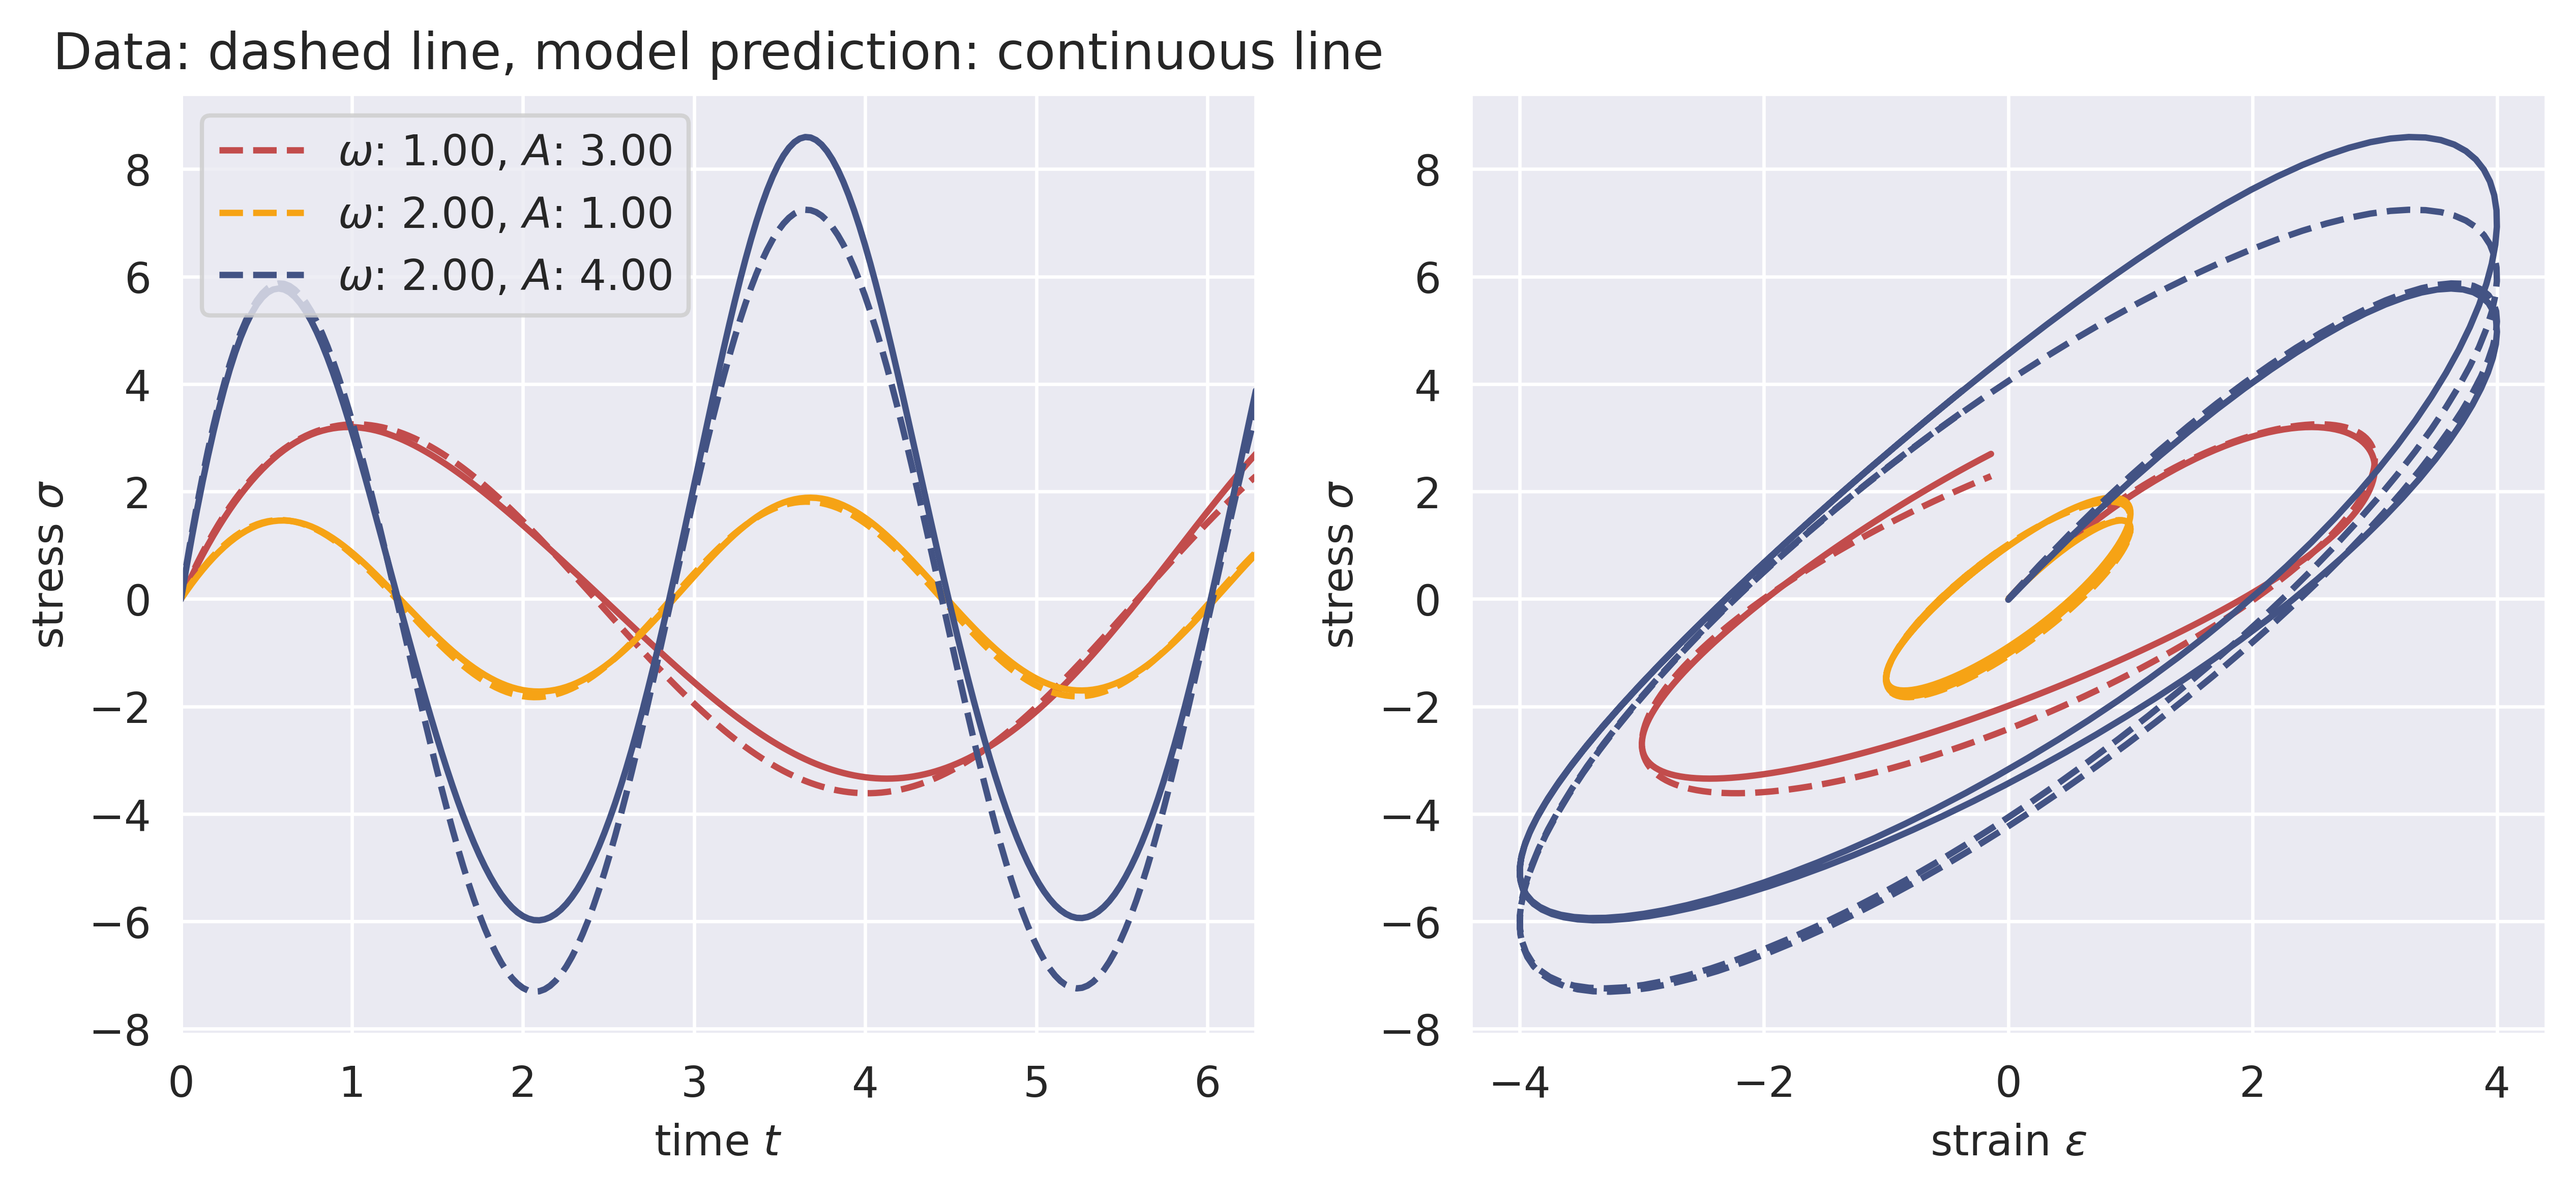 Data: dashed line, model prediction: continuous line
ω: 1.00, A: 3.00
ω: 2.00, A: 1.00
ω: 2.00, A: 4.00
stress σ
8
6
4
2
0
−2
−4
−6
−8
0 1 2 3 4 5 6
time t
stress σ
8
6
4
2
0
−2
−4
−6
−8
−4 −2 0 2 4
strain ε